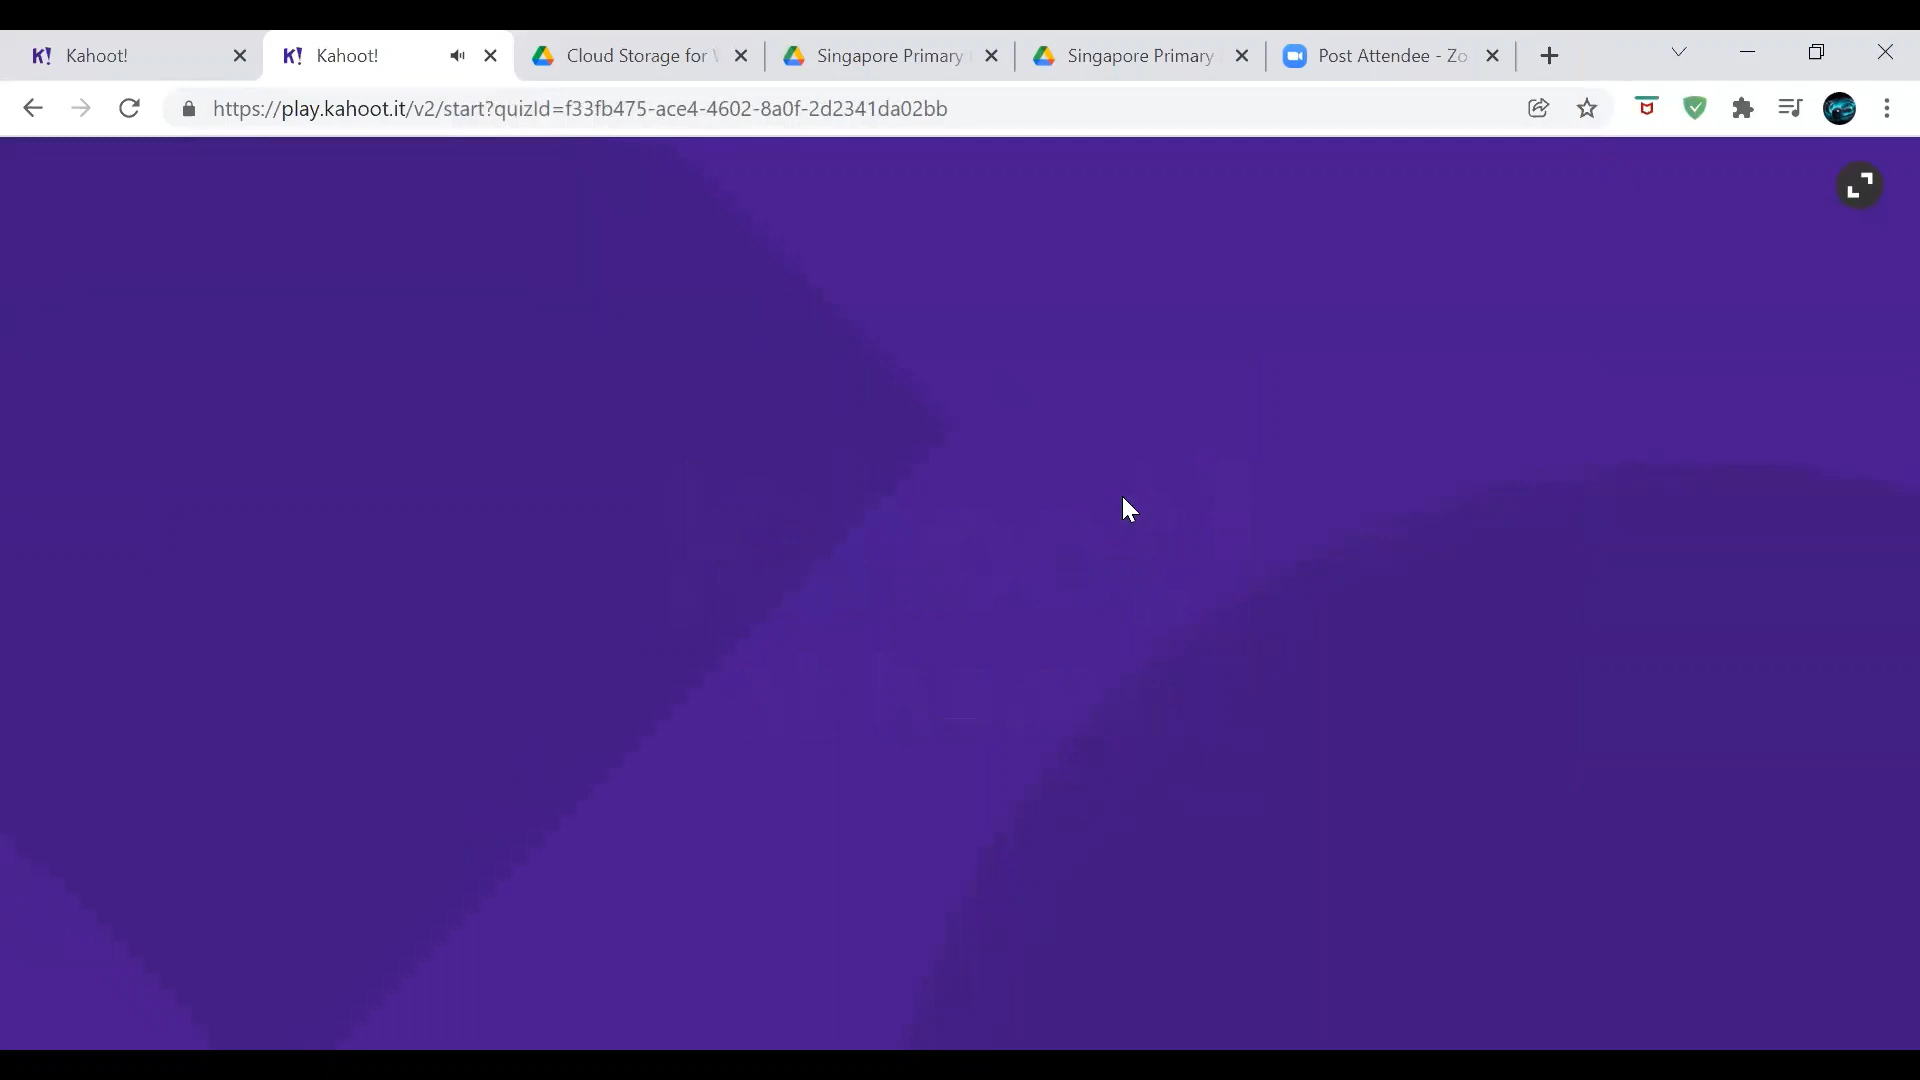 K! Kahoot!
K! Kahoot!
Cloud Storage for
Singapore Primary
Singapore Primary
Post Attendee - Zo
https://play.kahoot.it/v2/start?quizId=f33fb475-ace4-4602-8a0f-2d2341da02bb